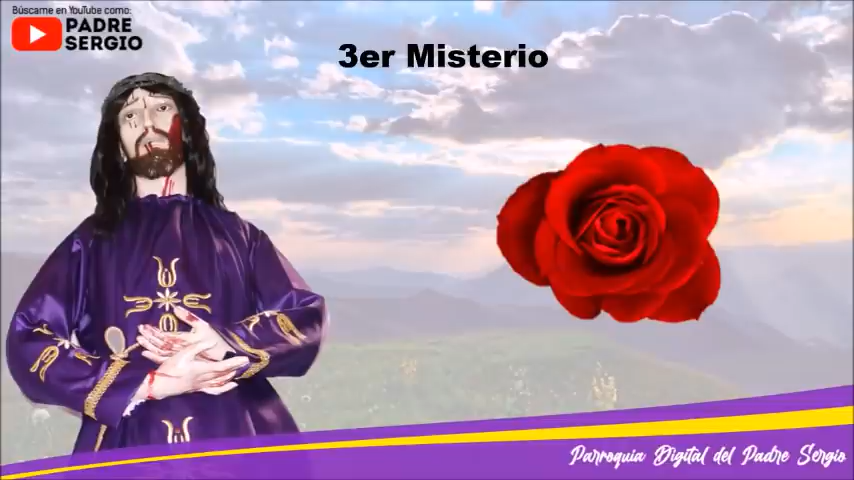 Búscame en YouTube como:
PADRE
SERGIO
3er Misterio
Parroquia Digital del Padre Sergio